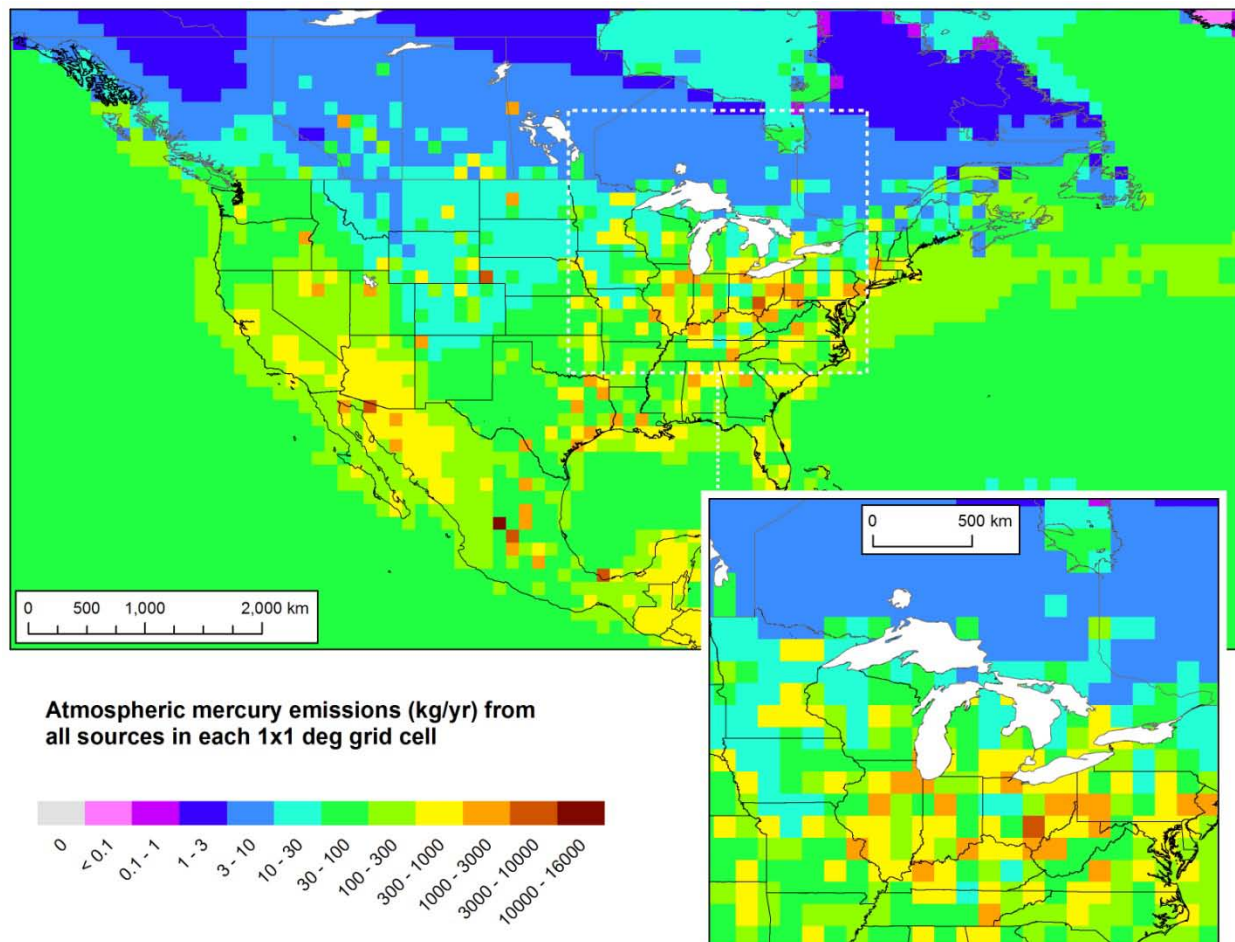 0 500 km
0 500 1,000 2,000 km
Atmospheric mercury emissions (kg/yr) from
all sources in each 1x1 deg grid cell
0
< 0.1
0.1 - 1
1 - 3
3 - 10
10 - 30
30 - 100
100 - 300
300 - 1000
1000 - 3000
3000 - 10000
10000 - 16000